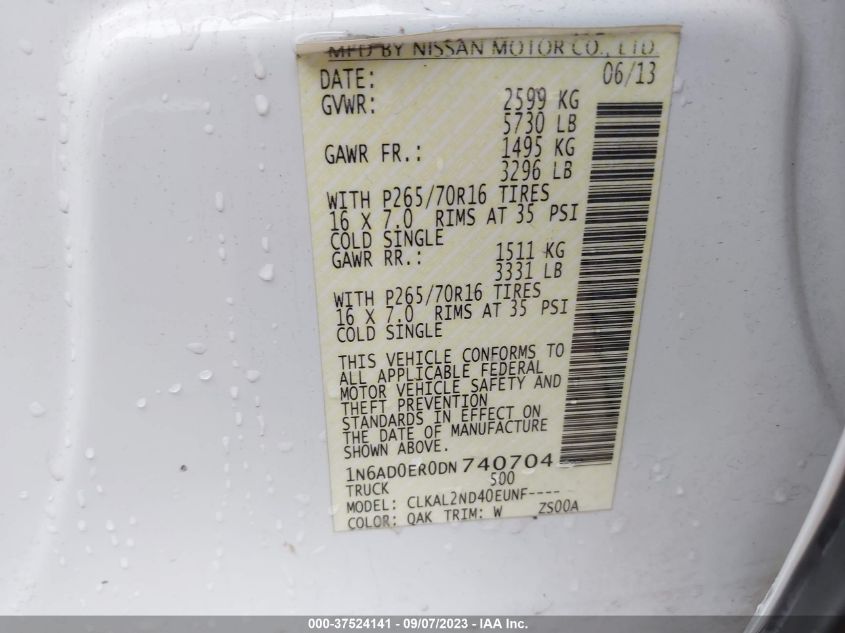 MFD BY NISSAN MOTOR CO., LTD.
DATE: 06/13
GVWR: 2599 KG
5730 LB
GAWR FR.: 1495 KG
3296 LB
WITH P265/70R16 TIRES
16 X 7.0 RIMS AT 35 PSI
COLD SINGLE
GAWR RR.: 1511 KG
3331 LB
WITH P265/70R16 TIRES
16 X 7.0 RIMS AT 35 PSI
COLD SINGLE
THIS VEHICLE CONFORMS TO
ALL APPLICABLE FEDERAL
MOTOR VEHICLE SAFETY AND
THEFT PREVENTION
STANDARDS IN EFFECT ON
THE DATE OF MANUFACTURE
SHOWN ABOVE.
1N6AD0ER0DN740704
TRUCK 500
MODEL: CLKAL2ND40EUNF----
COLOR: QAK TRIM: W ZS00A
000-37524141 - 09/07/2023 - IAA Inc.